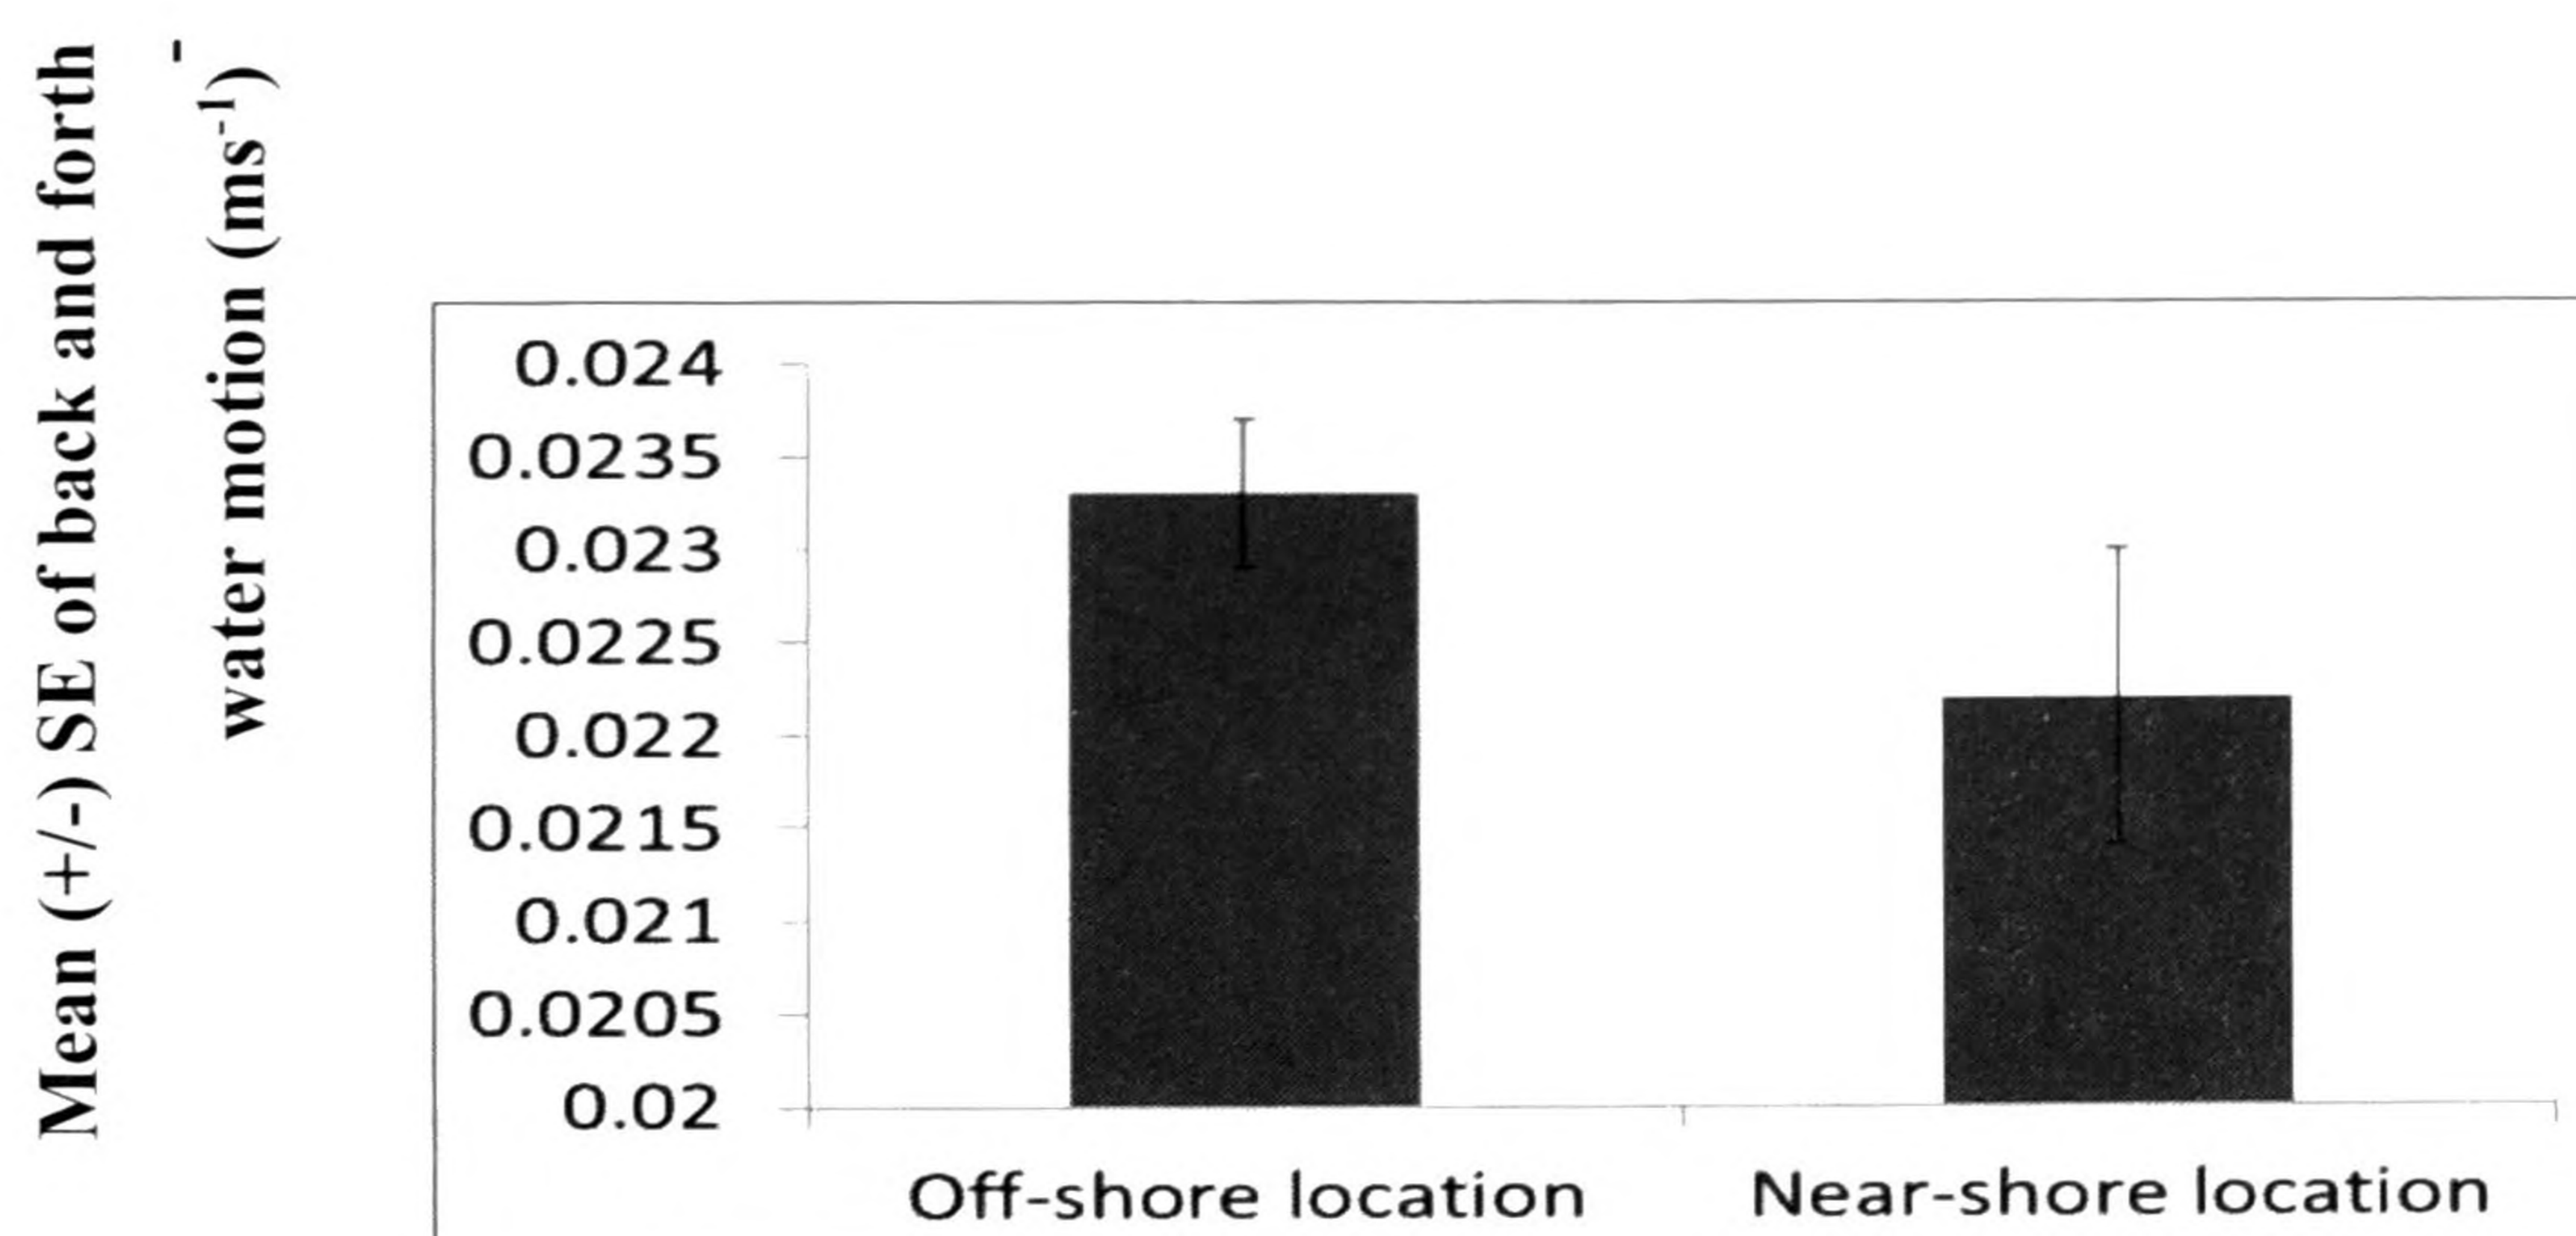 Mean (+/-) SE of back and forth
water motion (ms-1)
0.024
0.0235
0.023
0.0225
0.022
0.0215
0.021
0.0205
0.02
Off-shore location
Near-shore location